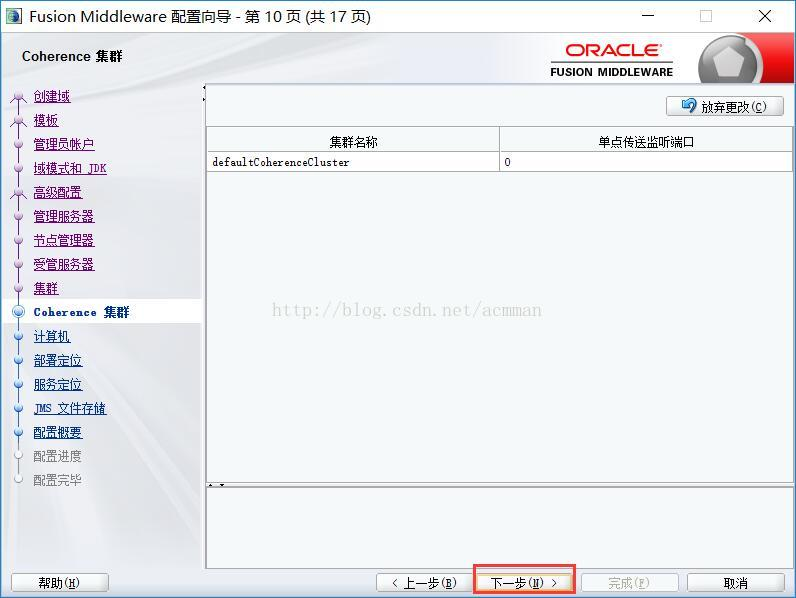 Fusion Middleware 配置向导 - 第 10 页 (共 17 页)
Coherence 集群
ORACLE
FUSION MIDDLEWARE
创建域
模板
管理员帐户
域模式和 JDK
高级配置
管理服务器
节点管理器
受管服务器
集群
Coherence 集群
计算机
部署定位
服务定位
JMS 文件存储
配置概要
配置进度
配置完毕
放弃更改(C)
集群名称 单点传送监听端口
defaultCoherenceCluster 0
http://blog.csdn.net/acmman
帮助(H) < 上一步(B) 下一步(N) > 完成(F) 取消